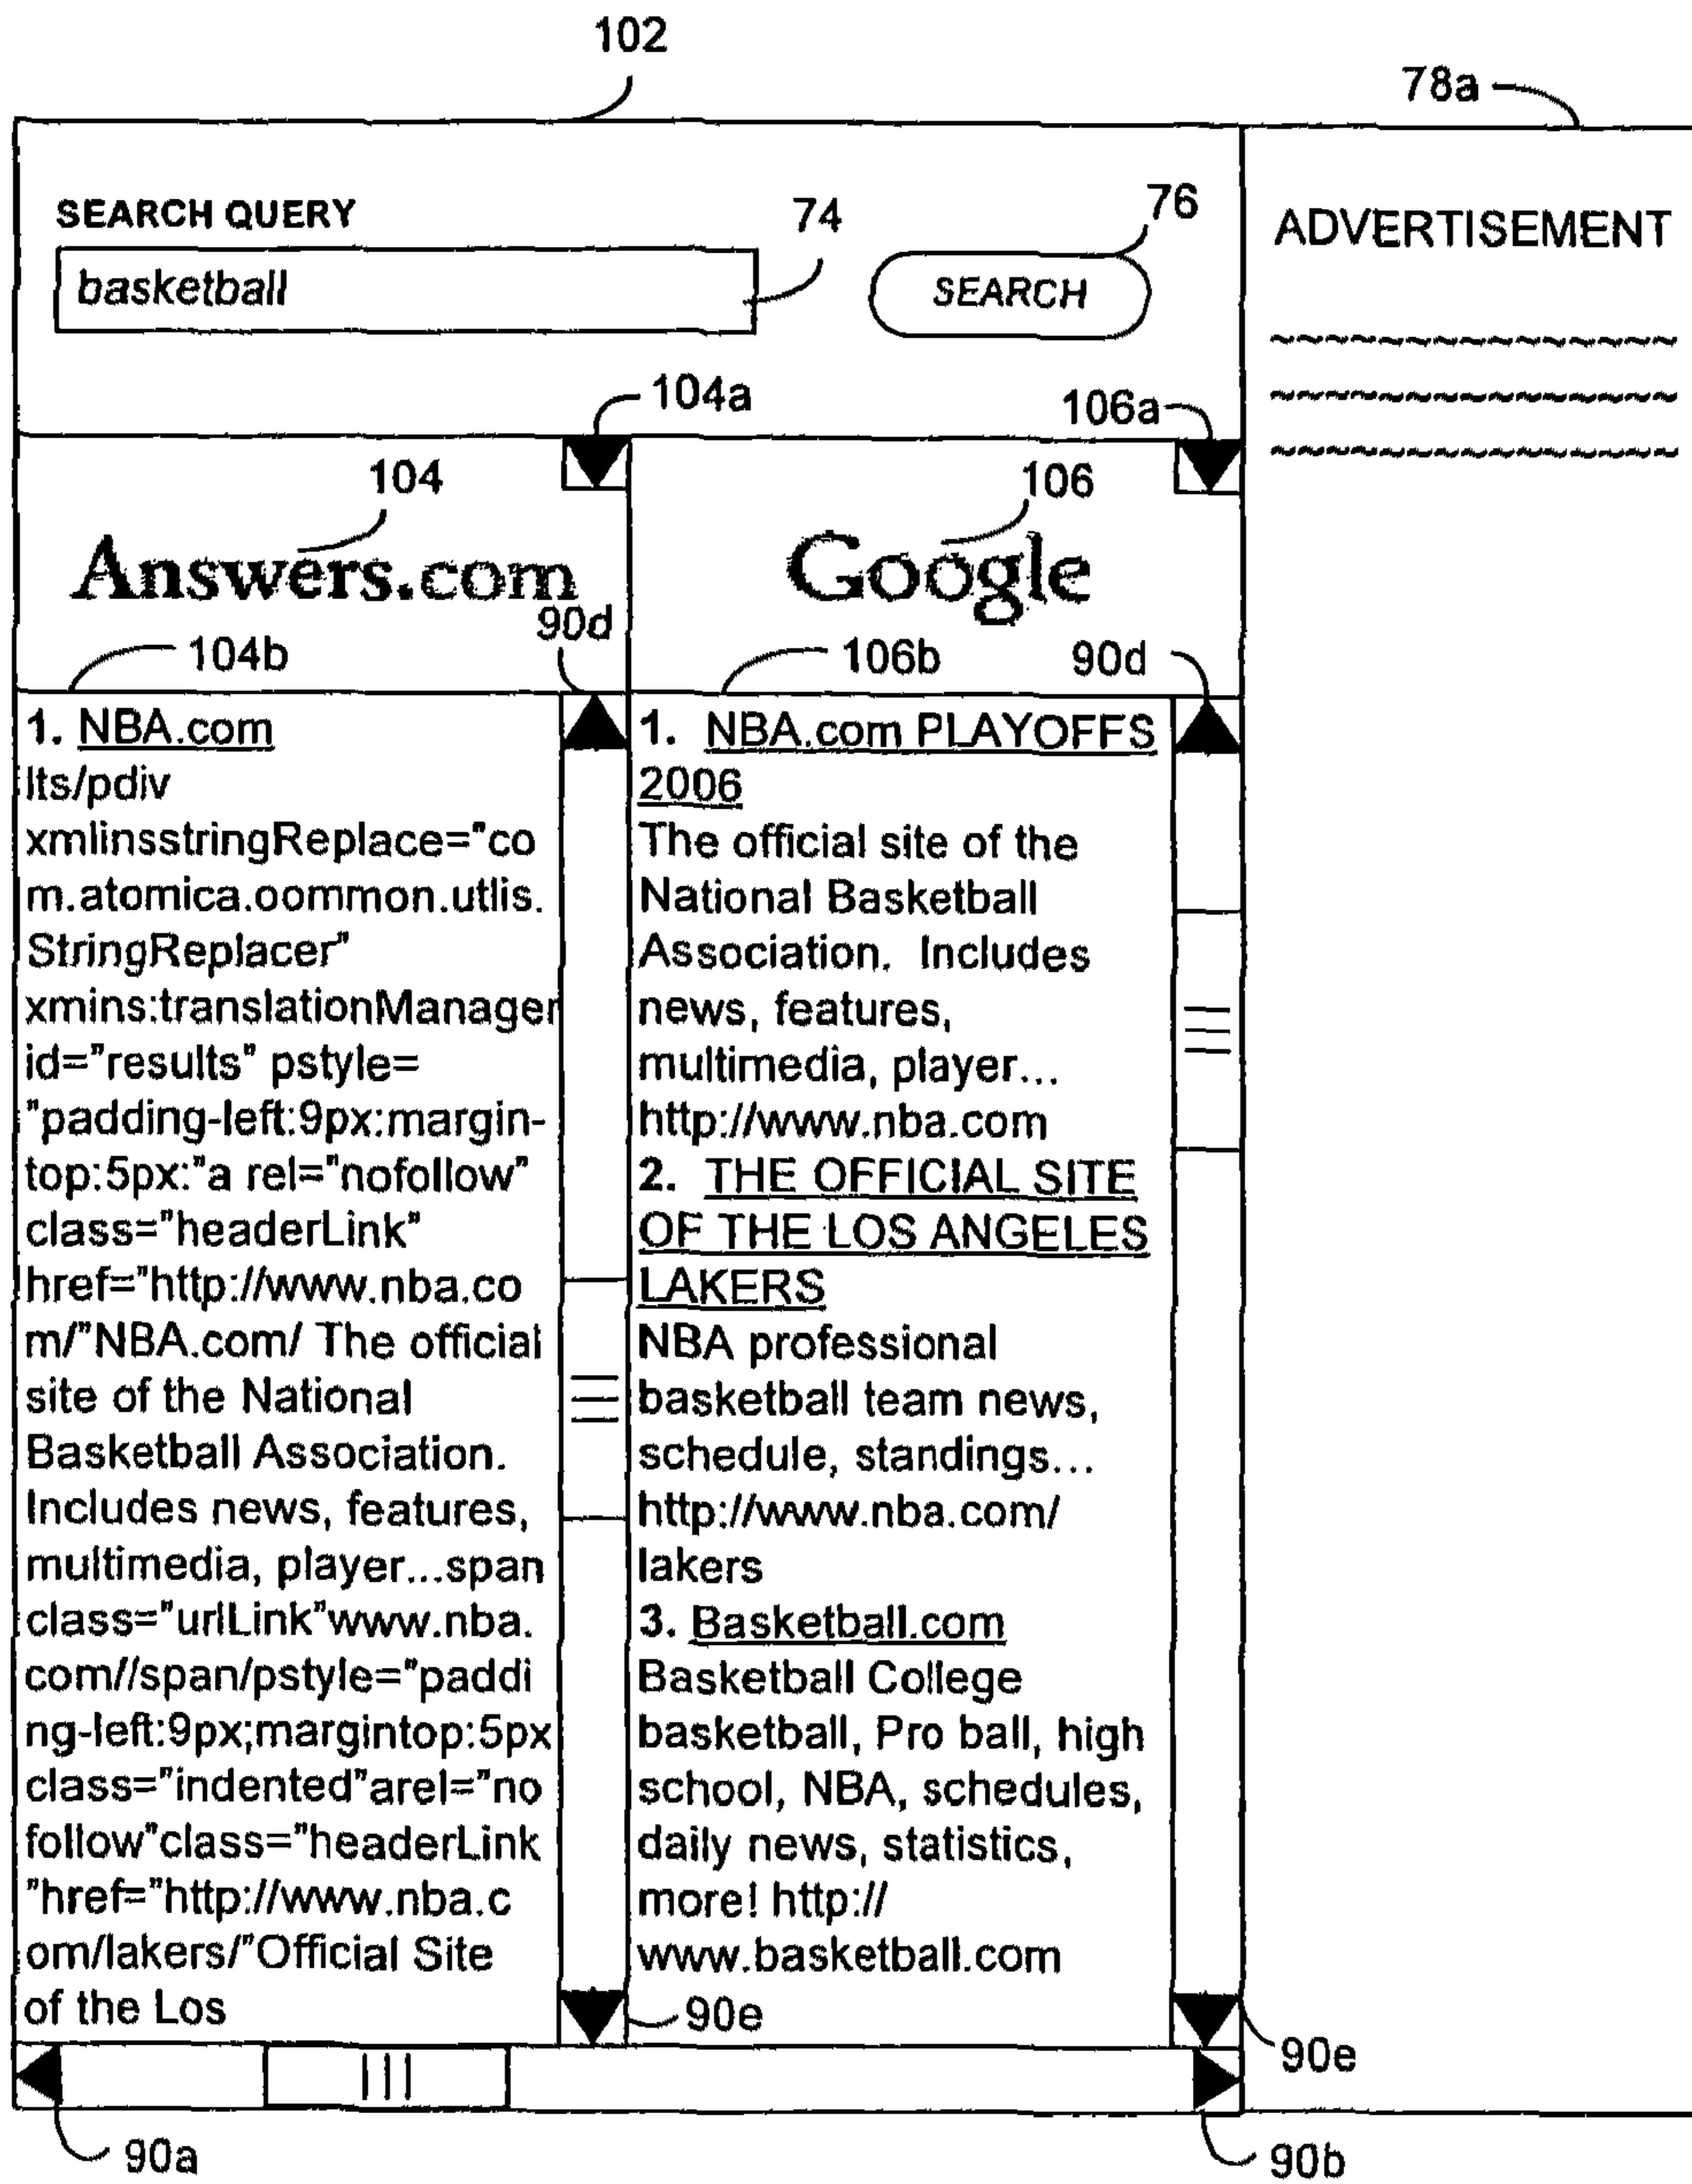 102
78a
SEARCH QUERY
74
76
ADVERTISEMENT
basketball
SEARCH
104a
106a
104
106
Answers.com
Google
90d
104b
106b
90d
1. NBA.com
lts/pdiv
xmlinsstringReplace="co
m.atomica.oommon.utlis.
StringReplacer"
xmins:translationManager
id="results" pstyle=
"padding-left:9px:margin-
top:5px:"a rel="nofollow"
class="headerLink"
href="http://www.nba.co
m/"NBA.com/ The official
site of the National
Basketball Association.
Includes news, features,
multimedia, player...span
class="urlLink"www.nba.
com//span/pstyle="paddi
ng-left:9px;margintop:5px
class="indented"arel="no
follow"class="headerLink
"href="http://www.nba.c
om/lakers/"Official Site
of the Los
1. NBA.com PLAYOFFS
2006
The official site of the
National Basketball
Association. Includes
news, features,
multimedia, player...
http://www.nba.com
2. THE OFFICIAL SITE
OF THE LOS ANGELES
LAKERS
NBA professional
basketball team news,
schedule, standings...
http://www.nba.com/
lakers
3. Basketball.com
Basketball College
basketball, Pro ball, high
school, NBA, schedules,
daily news, statistics,
more! http://
www.basketball.com
90e
90e
90a
90b